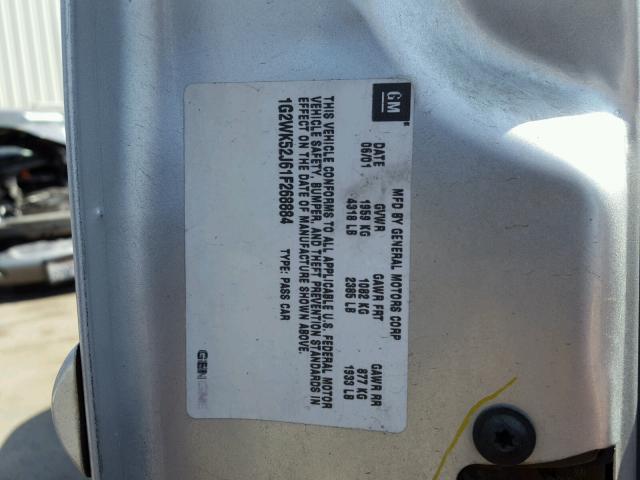 GM
MFD BY GENERAL MOTORS CORP
DATE GVWR GAWR FRT GAWR RR
06/01 1959 KG 1082 KG 877 KG
4318 LB 2385 LB 1933 LB
THIS VEHICLE CONFORMS TO ALL APPLICABLE U.S. FEDERAL MOTOR
VEHICLE SAFETY, BUMPER, AND THEFT PREVENTION STANDARDS IN
EFFECT ON THE DATE OF MANUFACTURE SHOWN ABOVE.
1G2WK52J61F268884 TYPE: PASS CAR